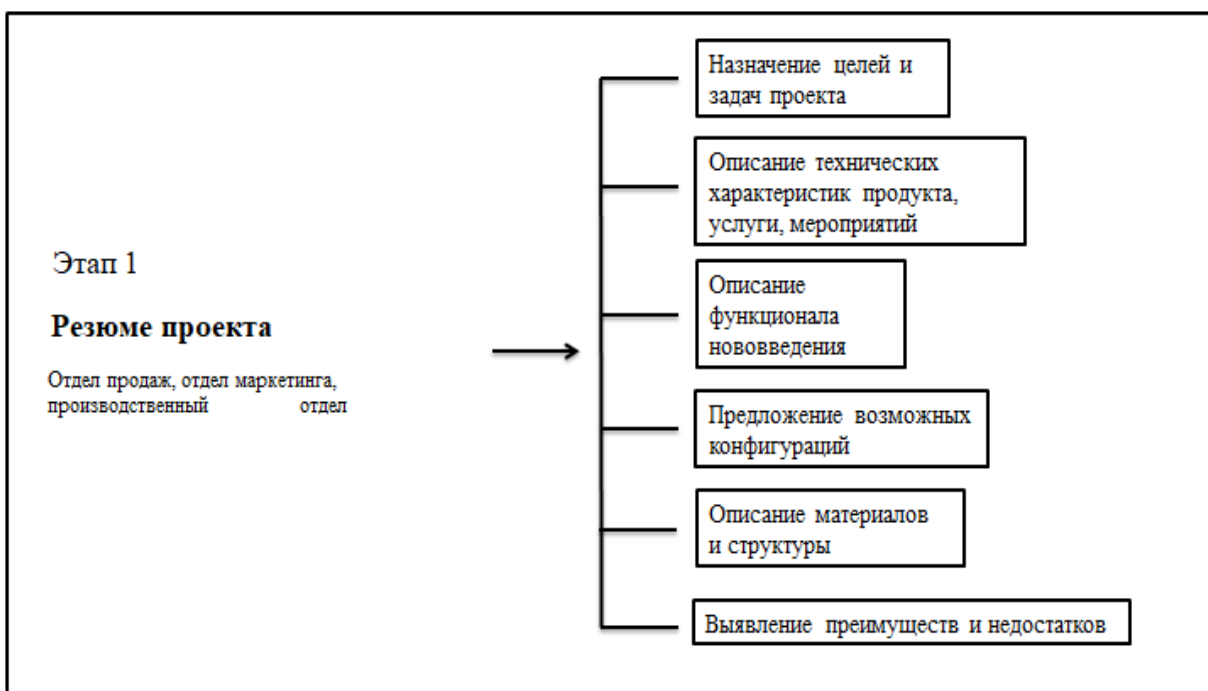 Этап 1
Резюме проекта
Отдел продаж, отдел маркетинга,
производственный отдел
Назначение целей и
задач проекта
Описание технических
характеристик продукта,
услуги, мероприятий
Описание
функционала
нововведения
Предложение возможных
конфигураций
Описание материалов
и структуры
Выявление преимуществ и недостатков